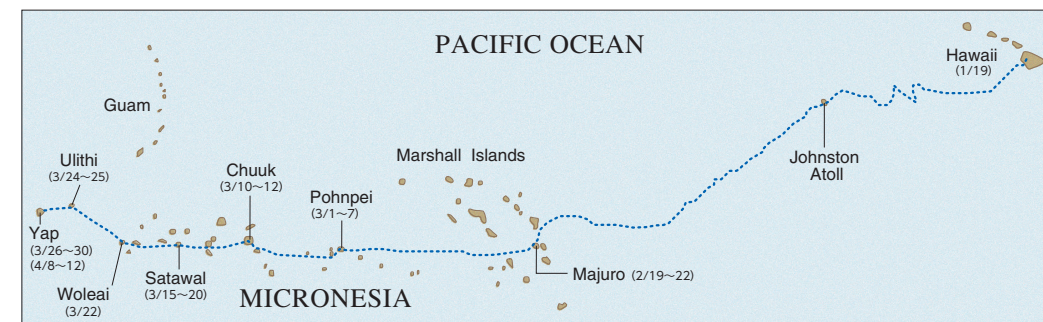 PACIFIC OCEAN
Hawaii
(1/19)
Guam
Ulithi
(3/24~25)
Chuuk
(3/10~12)
Marshall Islands
Johnston
Atoll
Pohnpei
(3/1~7)
Yap
(3/26~30)
(4/8~12)
Satawal
(3/15~20)
Majuro (2/19~22)
Woleai
(3/22)
MICRONESIA